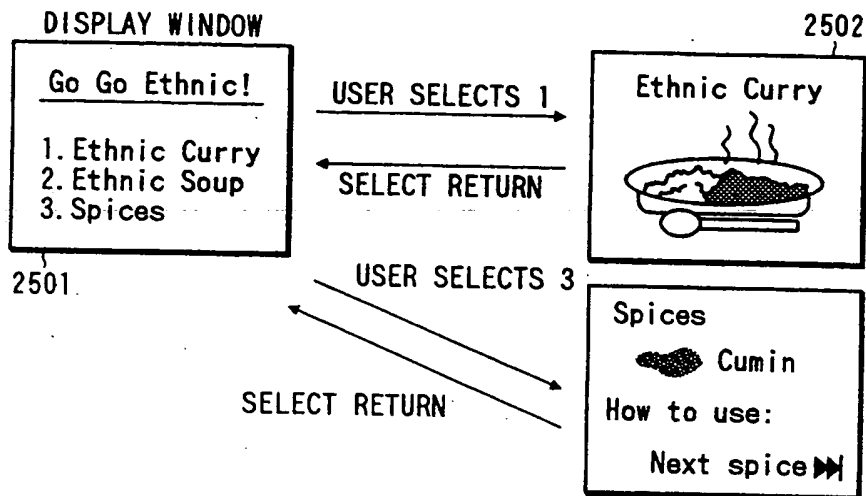 DISPLAY WINDOW
Go Go Ethnic!
1. Ethnic Curry
2. Ethnic Soup
3. Spices
2501
USER SELECTS 1
SELECT RETURN
2502
Ethnic Curry
USER SELECTS 3
SELECT RETURN
Spices
Cumin
How to use:
Next spice